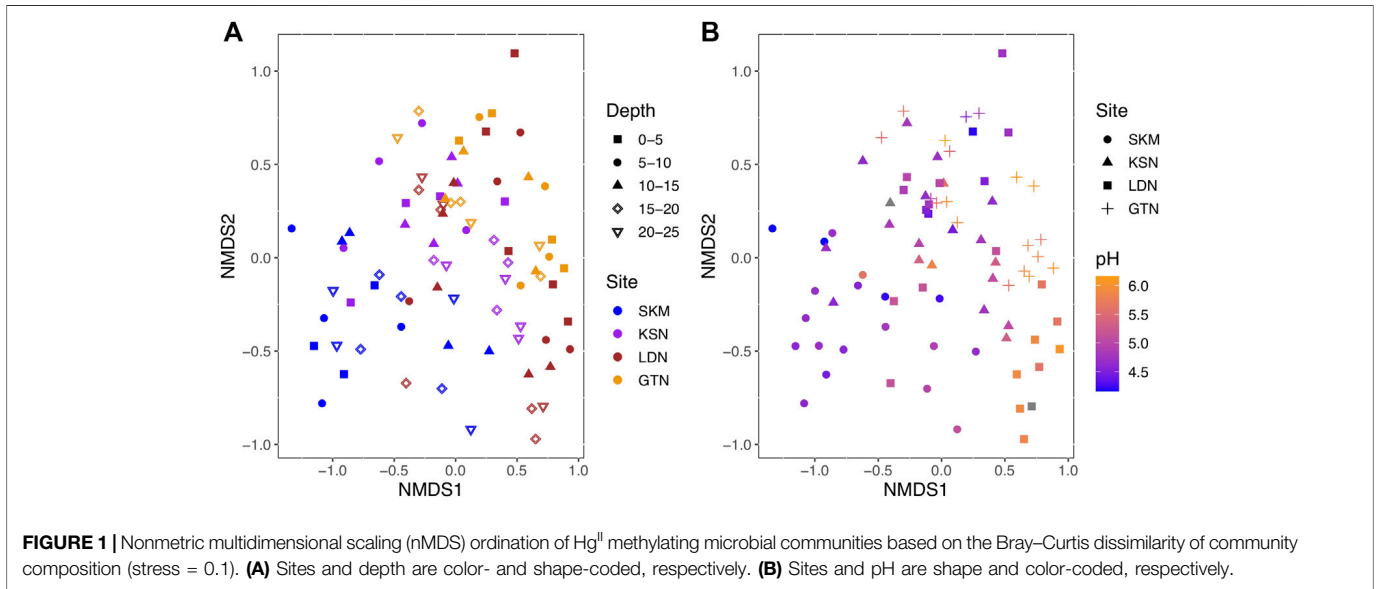 A
B
1.0
0.5
0.0
−0.5
−1.0
NMDS2
−1.0 −0.5 0.0 0.5 1.0
NMDS1
Depth
0−5
5−10
10−15
15−20
20−25
Site
SKM
KSN
LDN
GTN
1.0
0.5
0.0
−0.5
−1.0
NMDS2
−1.0 −0.5 0.0 0.5 1.0
NMDS1
Site
SKM
KSN
LDN
GTN
pH
6.0
5.5
5.0
4.5
FIGURE 1 | Nonmetric multidimensional scaling (nMDS) ordination of Hg^II methylating microbial communities based on the Bray–Curtis dissimilarity of community
composition (stress = 0.1). (A) Sites and depth are color- and shape-coded, respectively. (B) Sites and pH are shape and color-coded, respectively.